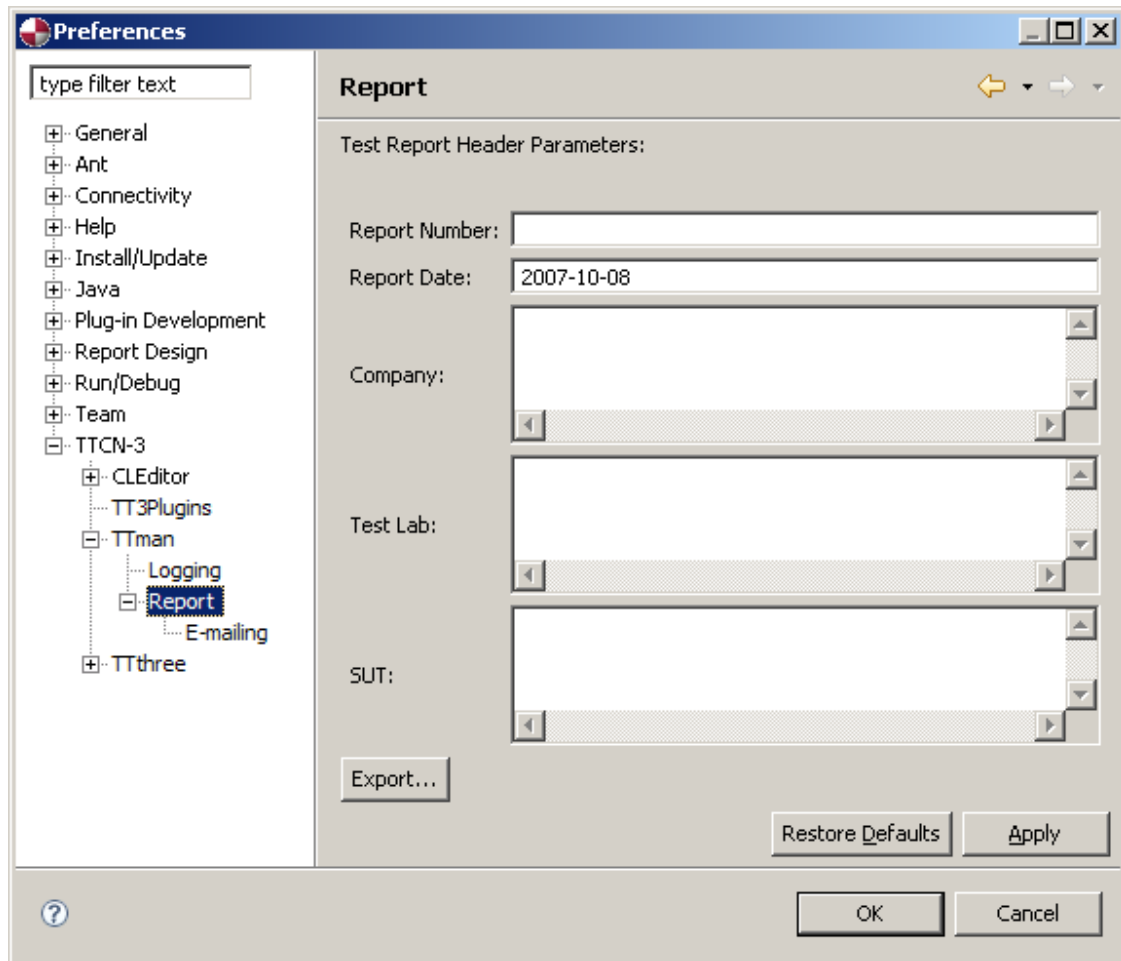 Preferences
type filter text
General
Ant
Connectivity
Help
Install/Update
Java
Plug-in Development
Report Design
Run/Debug
Team
TTCN-3
CLEditor
TT3Plugins
TTman
Logging
Report
E-mailing
TTthree
Report
Test Report Header Parameters:
Report Number:
Report Date: 2007-10-08
Company:
Test Lab:
SUT:
Export...
Restore Defaults Apply
? OK Cancel